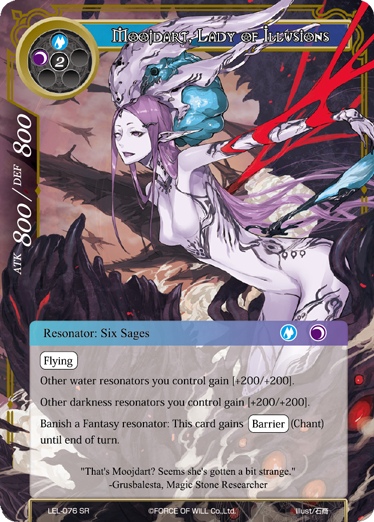 Moojdart, Lady of Illusions
2
ATK 800 / DEF 800
Resonator: Six Sages
Flying
Other water resonators you control gain [+200/+200].
Other darkness resonators you control gain [+200/+200].
Banish a Fantasy resonator: This card gains Barrier (Chant)
until end of turn.
"That's Moojdart? Seems she's gotten a bit strange."
-Grusbalesta, Magic Stone Researcher
LEL-076 SR ©FORCE OF WILL Co.,Ltd. Illust/石商